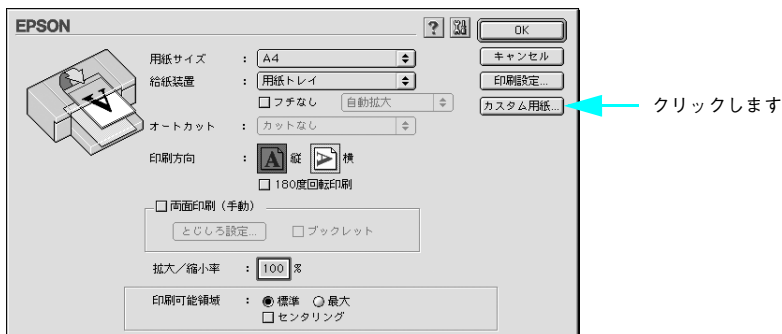 EPSON
? OK
用紙サイズ : A4 キャンセル
給紙装置 : 用紙トレイ 印刷設定...
フチなし 自動拡大 カスタム用紙... クリックします
オートカット : カットなし
印刷方向 : A 縦 A 横
180度回転印刷
両面印刷(手動)
とじしろ設定... ブックレット
拡大/縮小率 : 100 %
印刷可能領域 : 標準 最大
センタリング